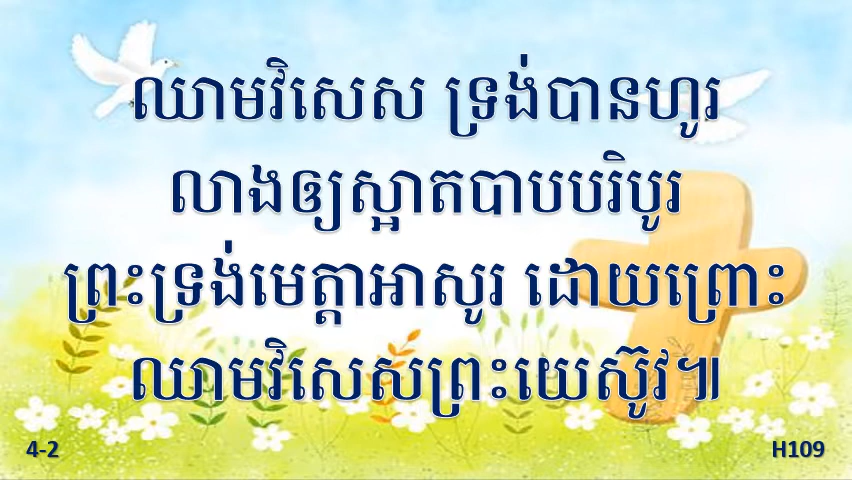 ឈាមវិសេស ទ្រង់បានហូរ
លាងឲ្យស្អាតបាបបរិបូរ
ព្រះទ្រង់មេត្តាអាសូរ ដោយព្រោះ
ឈាមវិសេសព្រះយេស៊ូវ៕
4-2
H109